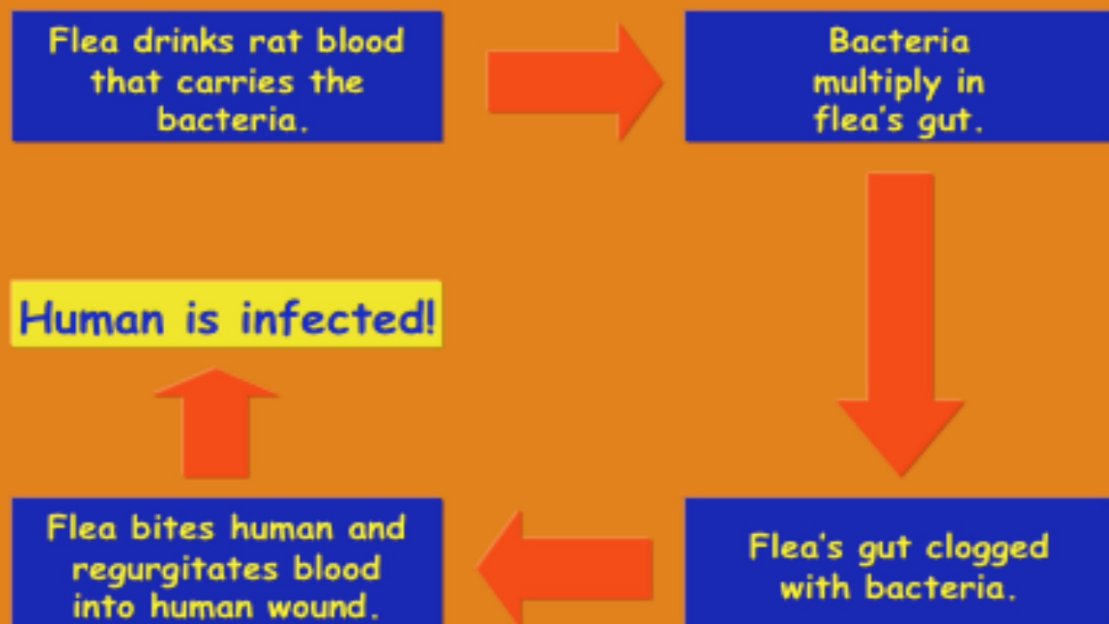 Flea drinks rat blood
that carries the
bacteria.
Bacteria
multiply in
flea's gut.
Flea's gut clogged
with bacteria.
Flea bites human and
regurgitates blood
into human wound.
Human is infected!